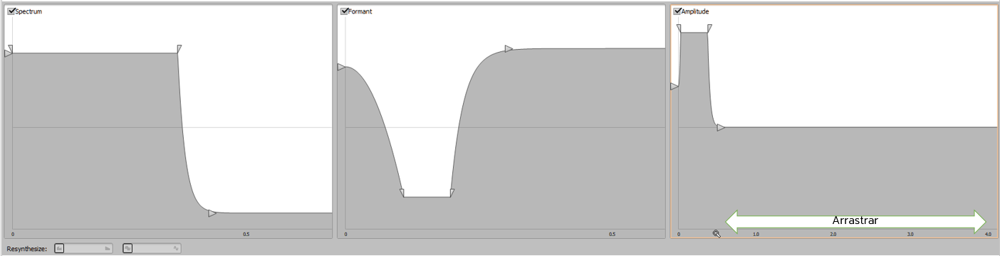 Spectrum
Formant
Amplitude
Arrastrar
0 0.5
0 0.5
0 1.0 2.0 3.0 4.0
Resynthesize: